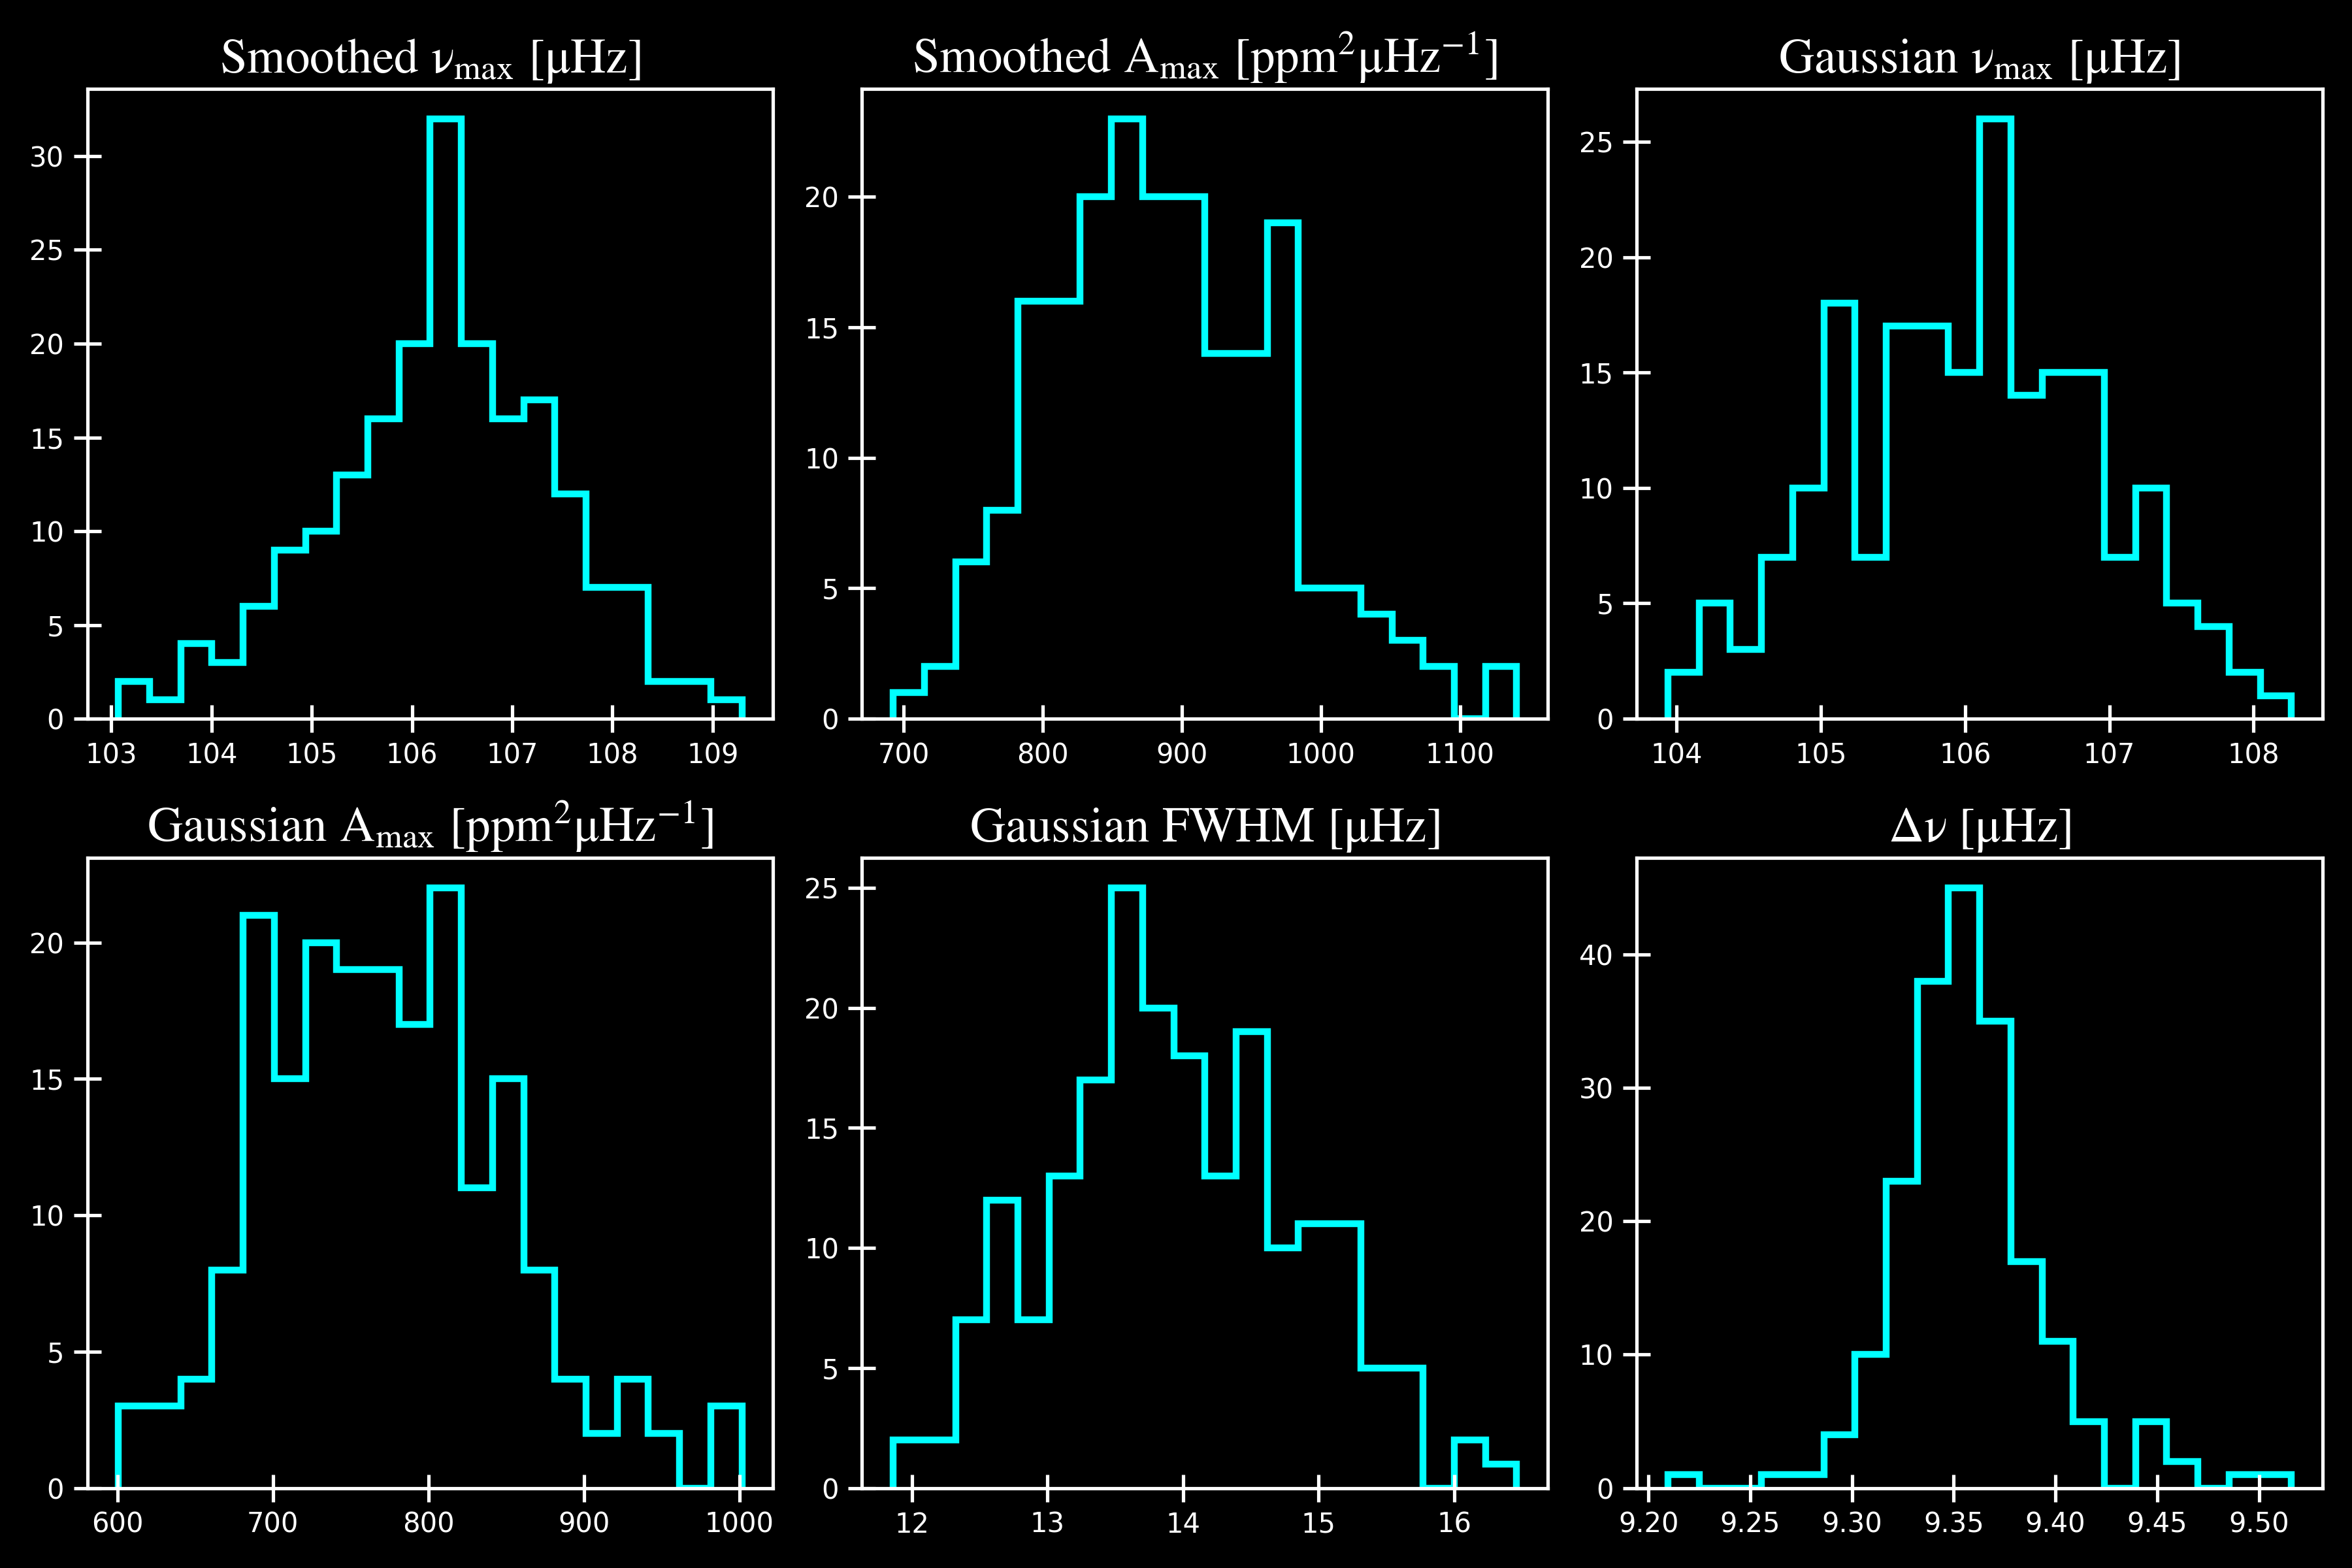 Smoothed ν_max [μHz]
30
25
20
15
10
5
0
103 104 105 106 107 108 109
Smoothed A_max [ppm²μHz⁻¹]
20
15
10
5
0
700 800 900 1000 1100
Gaussian ν_max [μHz]
25
20
15
10
5
0
104 105 106 107 108
Gaussian A_max [ppm²μHz⁻¹]
20
15
10
5
0
600 700 800 900 1000
Gaussian FWHM [μHz]
25
20
15
10
5
0
12 13 14 15 16
Δν [μHz]
40
30
20
10
0
9.20 9.25 9.30 9.35 9.40 9.45 9.50